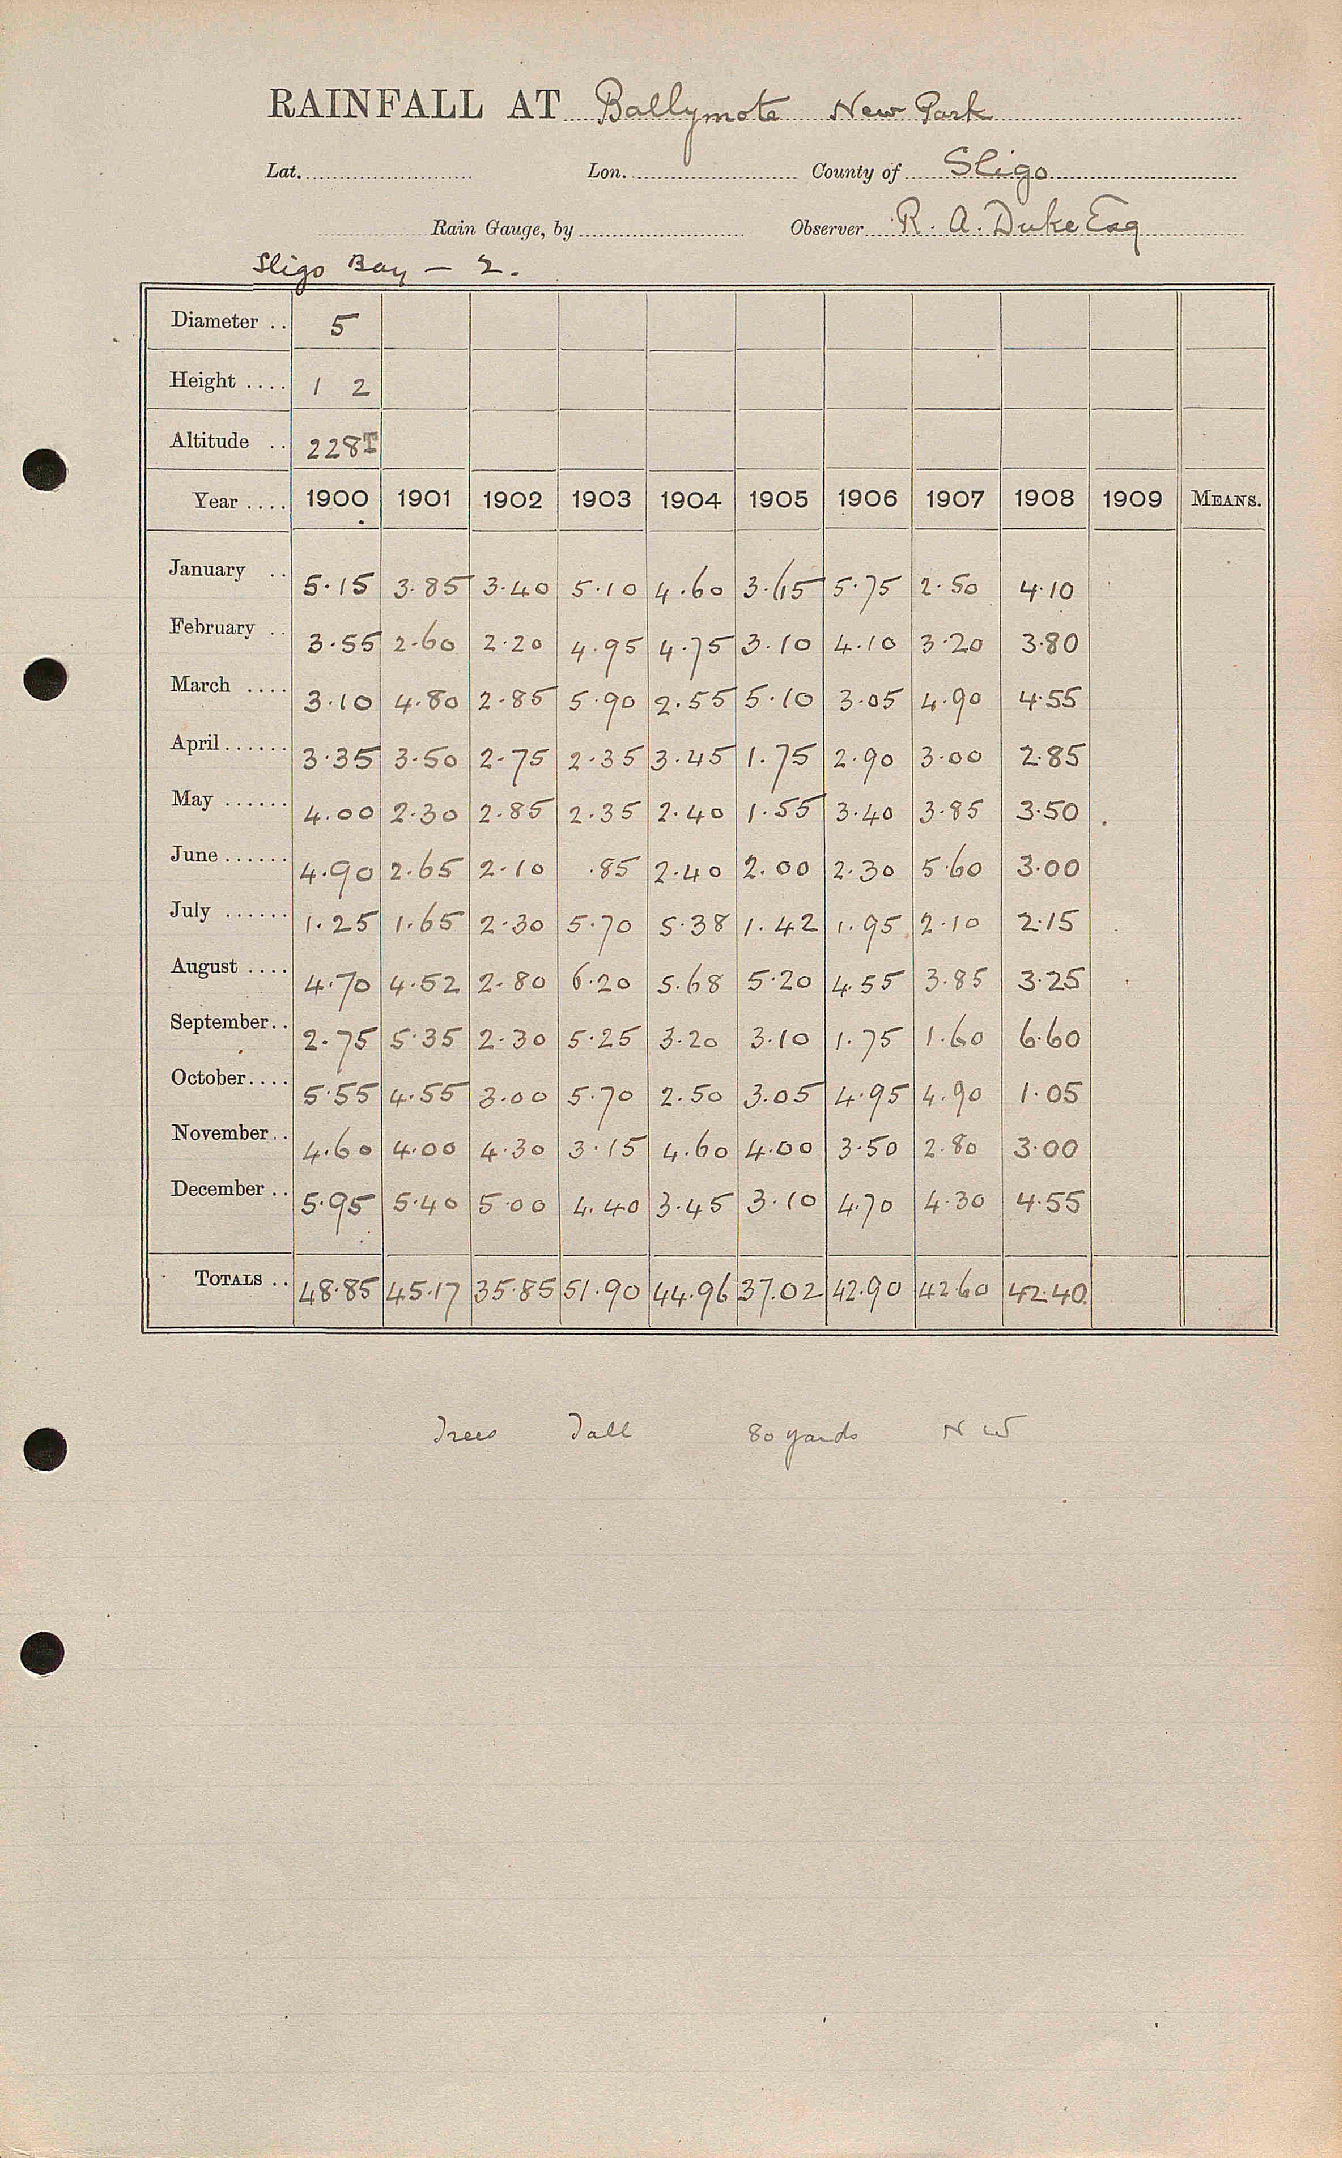 RAINFALL AT Ballymote New Park
Lat. Lon. County of Sligo
Rain Gauge, by Observer R. A. Duke Esq
Sligo Bay — 2.
Diameter .. 5
Height .... 1 2
Altitude .. 228T
Year .... 1900 1901 1902 1903 1904 1905 1906 1907 1908 1909 MEANS.
January .. 5.15 3.85 3.40 5.10 4.60 3.65 5.75 2.50 4.10
February .. 3.55 2.60 2.20 4.95 4.75 3.10 4.10 3.20 3.80
March .... 3.10 4.80 2.85 5.90 2.55 5.10 3.05 4.90 4.55
April...... 3.35 3.50 2.75 2.35 3.45 1.75 2.90 3.00 2.85
May ...... 4.00 2.30 2.85 2.35 2.40 1.55 3.40 3.85 3.50
June...... 4.90 2.65 2.10 .85 2.40 2.00 2.30 5.60 3.00
July ...... 1.25 1.65 2.30 5.70 5.38 1.42 1.95 2.10 2.15
August .... 4.70 4.52 2.80 6.20 5.68 5.20 4.55 3.85 3.25
September.. 2.75 5.35 2.30 5.25 3.20 3.10 1.75 1.60 6.60
October.... 5.55 4.55 3.00 5.70 2.50 3.05 4.95 4.90 1.05
November.. 4.60 4.00 4.30 3.15 4.60 4.00 3.50 2.80 3.00
December .. 5.95 5.40 5.00 4.40 3.45 3.10 4.70 4.30 4.55
TOTALS .. 48.85 45.17 35.85 51.90 44.96 37.02 42.90 42.60 42.40
Trees Tall 80 yards N W